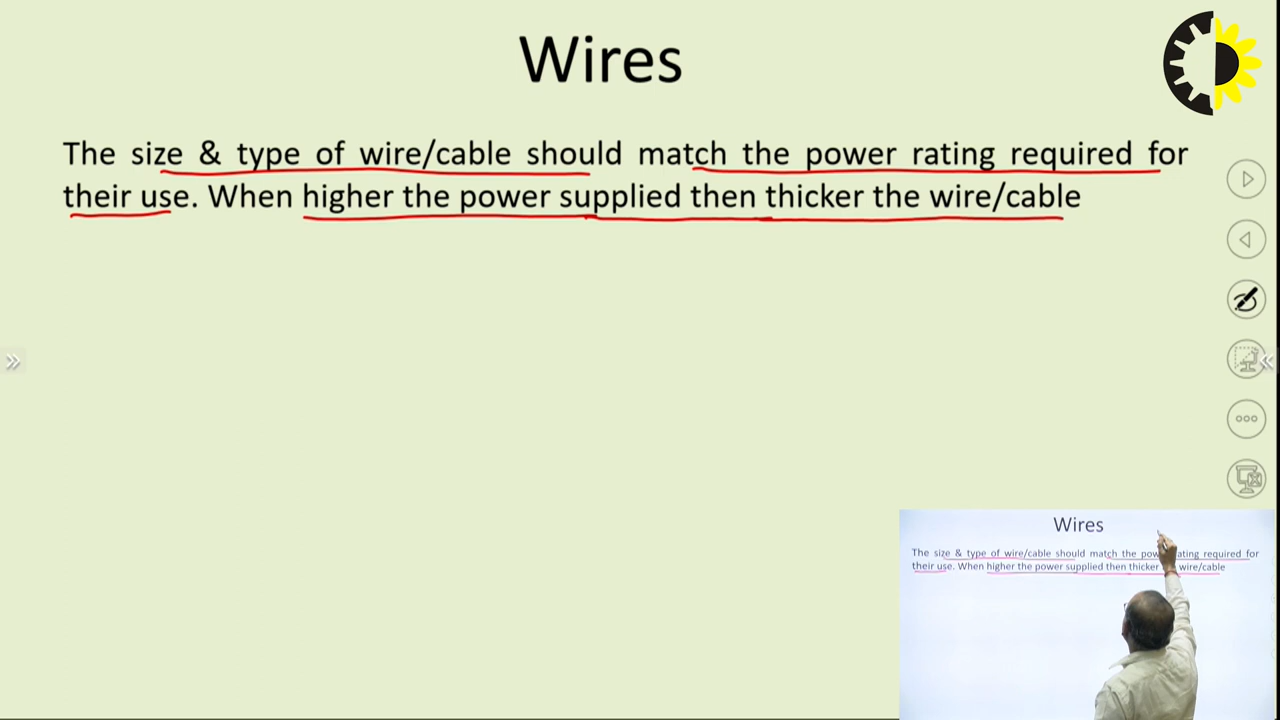 Wires
The size & type of wire/cable should match the power rating required for
their use. When higher the power supplied then thicker the wire/cable
Wires
The size & type of wire/cable should match the pow ating required for
their use. When higher the power supplied then thicker wire/cable